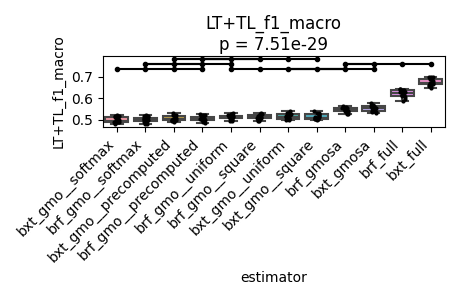 LT+TL_f1_macro
p = 7.51e-29
LT+TL_f1_macro
0.7
0.6
0.5
bxt_gmo__softmax
brf_gmo__softmax
bxt_gmo__precomputed
brf_gmo__precomputed
brf_gmo__uniform
brf_gmo__square
bxt_gmo__uniform
bxt_gmo__square
brf_gmosa
bxt_gmosa
brf_full
bxt_full
estimator